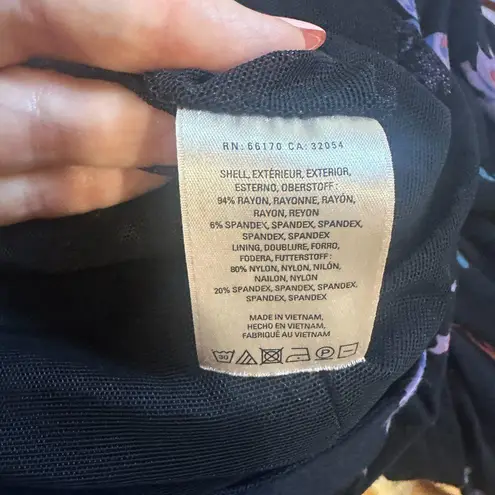 RN: 66170 CA: 32054
SHELL, EXTÉRIEUR, EXTERIOR,
ESTERNO, OBERSTOFF:
94% RAYON, RAYONNE, RAYÓN,
RAYON, REYON
6% SPANDEX, SPANDEX, SPANDEX,
SPANDEX, SPANDEX
LINING, DOUBLURE, FORRO,
FODERA, FUTTERSTOFF:
80% NYLON, NYLON, NILÓN,
NAILON, NYLON
20% SPANDEX, SPANDEX, SPANDEX,
SPANDEX, SPANDEX
MADE IN VIETNAM,
HECHO EN VIETNAM,
FABRIQUÉ AU VIETNAM
30 P